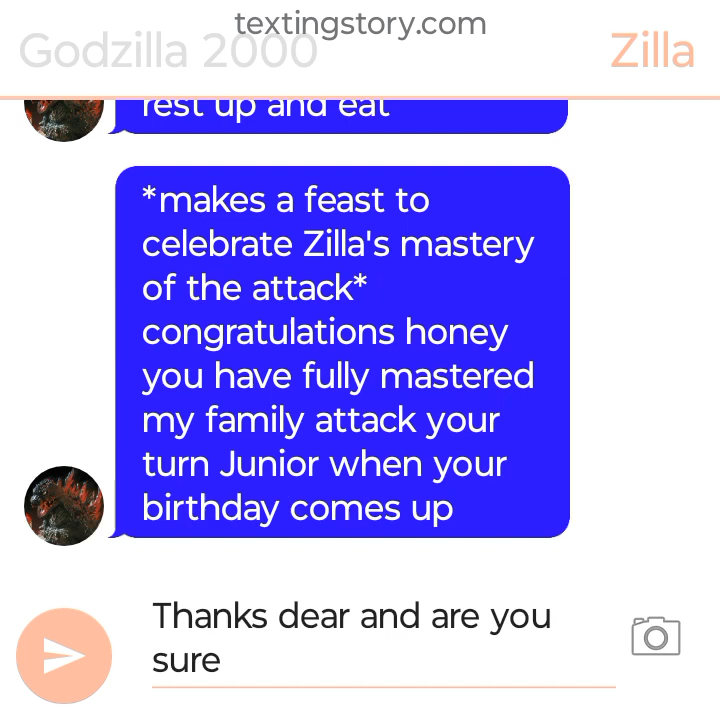 textingstory.com
Godzilla 2000
Zilla
rest up and eat
*makes a feast to
celebrate Zilla's mastery
of the attack*
congratulations honey
you have fully mastered
my family attack your
turn Junior when your
birthday comes up
Thanks dear and are you
sure